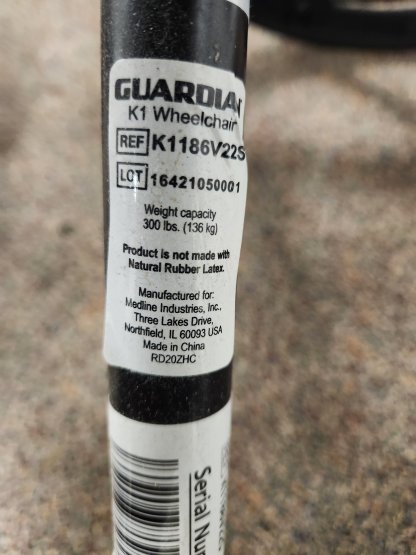 GUARDIAN
K1 Wheelchair
REF K1186V22S
LOT 16421050001
Weight capacity
300 lbs. (136 kg)
Product is not made with
Natural Rubber Latex.
Manufactured for:
Medline Industries, Inc.,
Three Lakes Drive,
Northfield, IL 60093 USA
Made in China
RD20ZHC
Serial